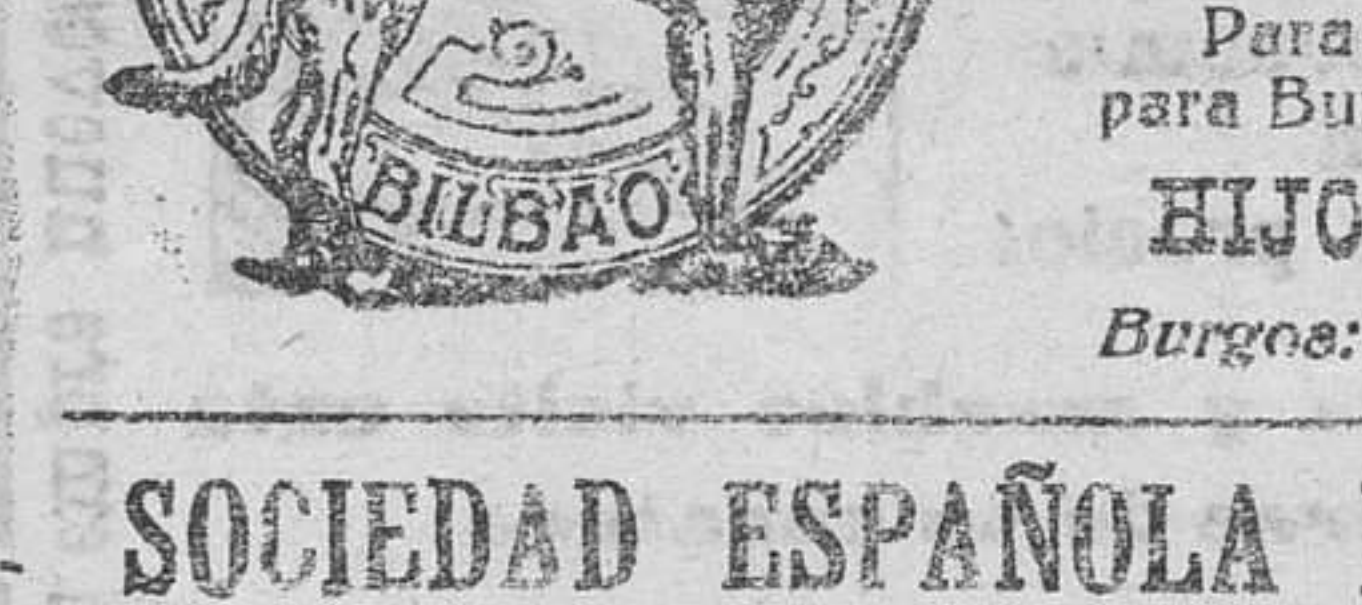 BILBAO
Para
para Bu
HIJO
Burgos:
SOCIEDAD ESPAÑOLA